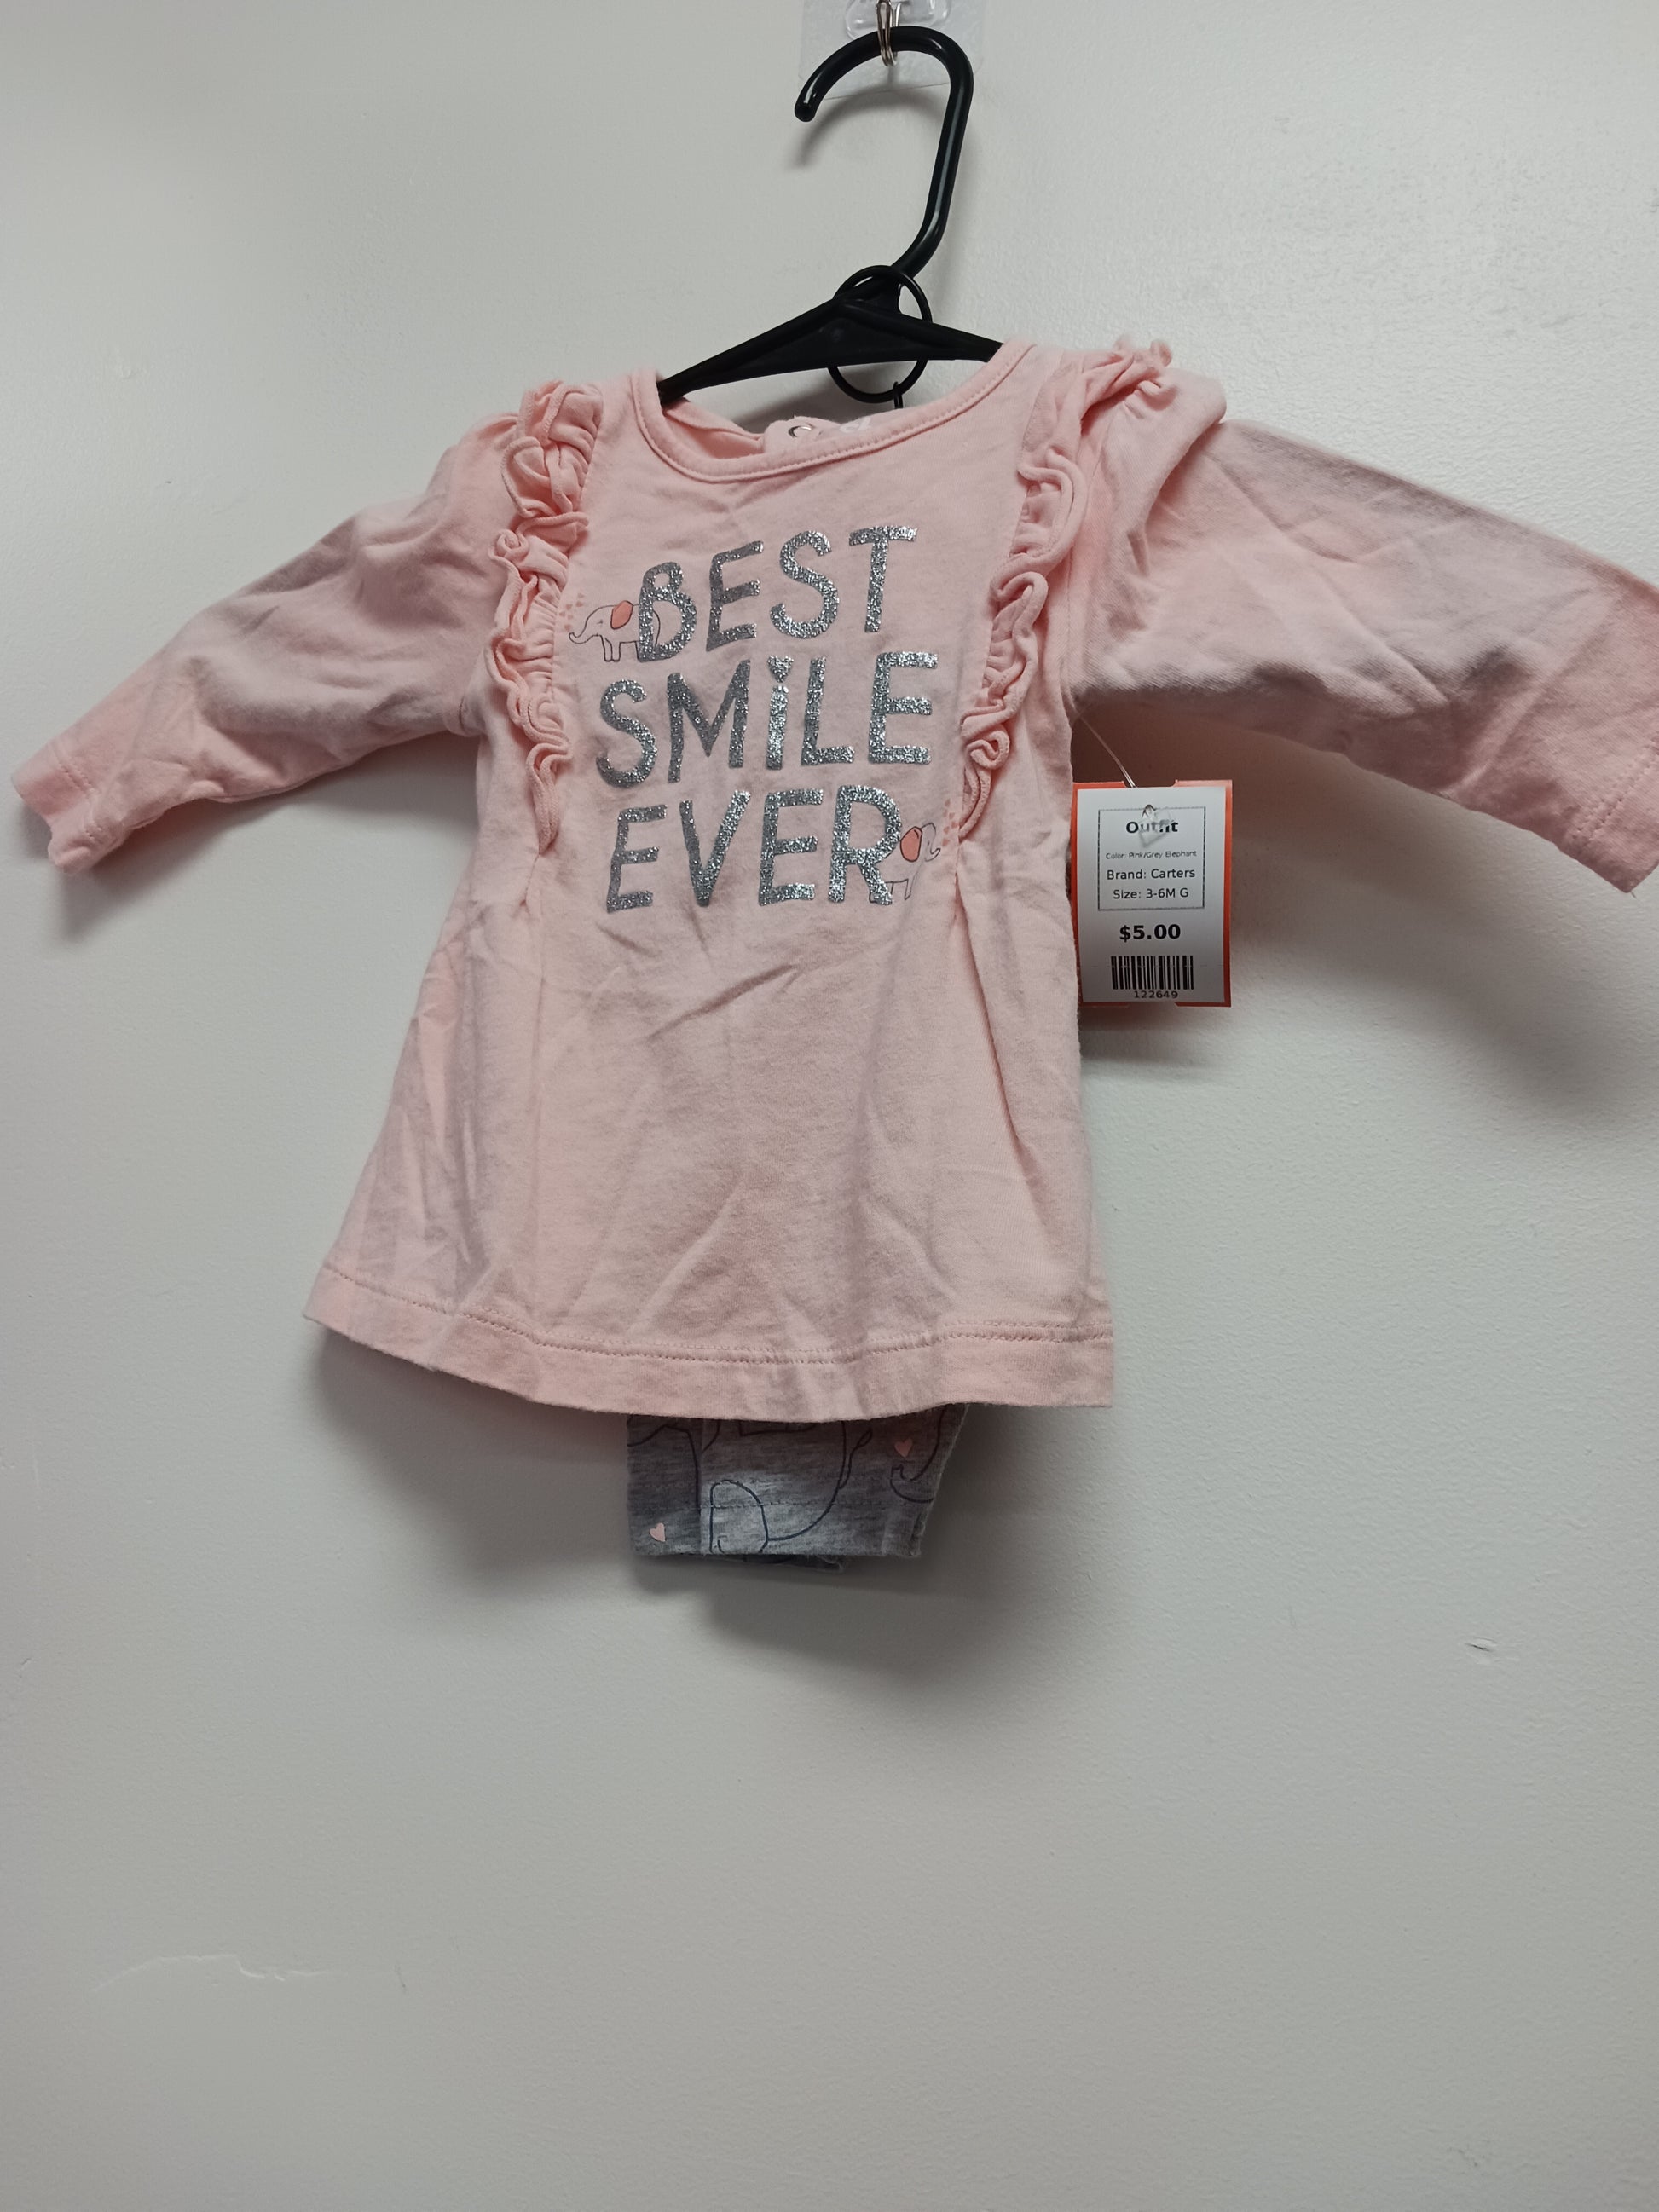 BEST
SMiLE
EVER
Outfit
Color: Pink/Grey Elephant
Brand: Carters
Size: 3-6M G
$5.00
122649